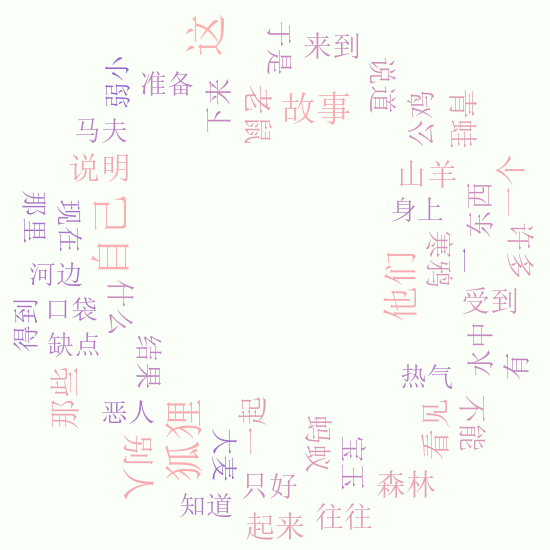 这
于是
来到
弱小
准备
下来
老鼠
故事
说道
公鸡
青蛙
马夫
说明
山羊
一个
身上
东西
许多
那里
现在
自己
寒鸦
一
他们
河边
什么
受到
得到
口袋
缺点
水中
有
结果
热气
那些
恶人
别人
狐狸
一起
大麦
蚂蚁
宝玉
看见
不能
知道
只好
森林
起来
往往